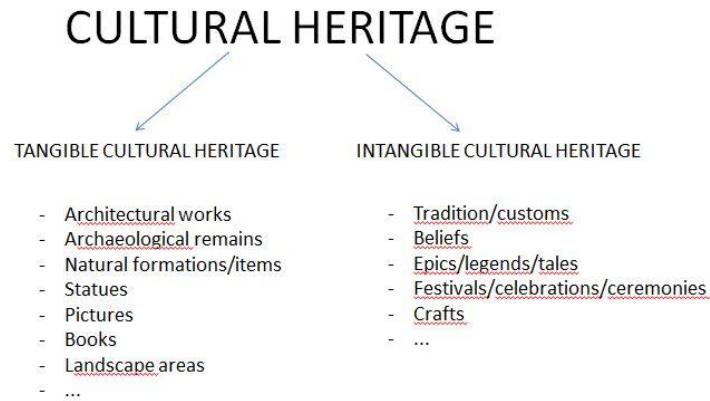 CULTURAL HERITAGE
TANGIBLE CULTURAL HERITAGE
- Architectural works
- Archaeological remains
- Natural formations/items
- Statues
- Pictures
- Books
- Landscape areas
- ...
INTANGIBLE CULTURAL HERITAGE
- Tradition/customs
- Beliefs
- Epics/legends/tales
- Festivals/celebrations/ceremonies
- Crafts
- ...